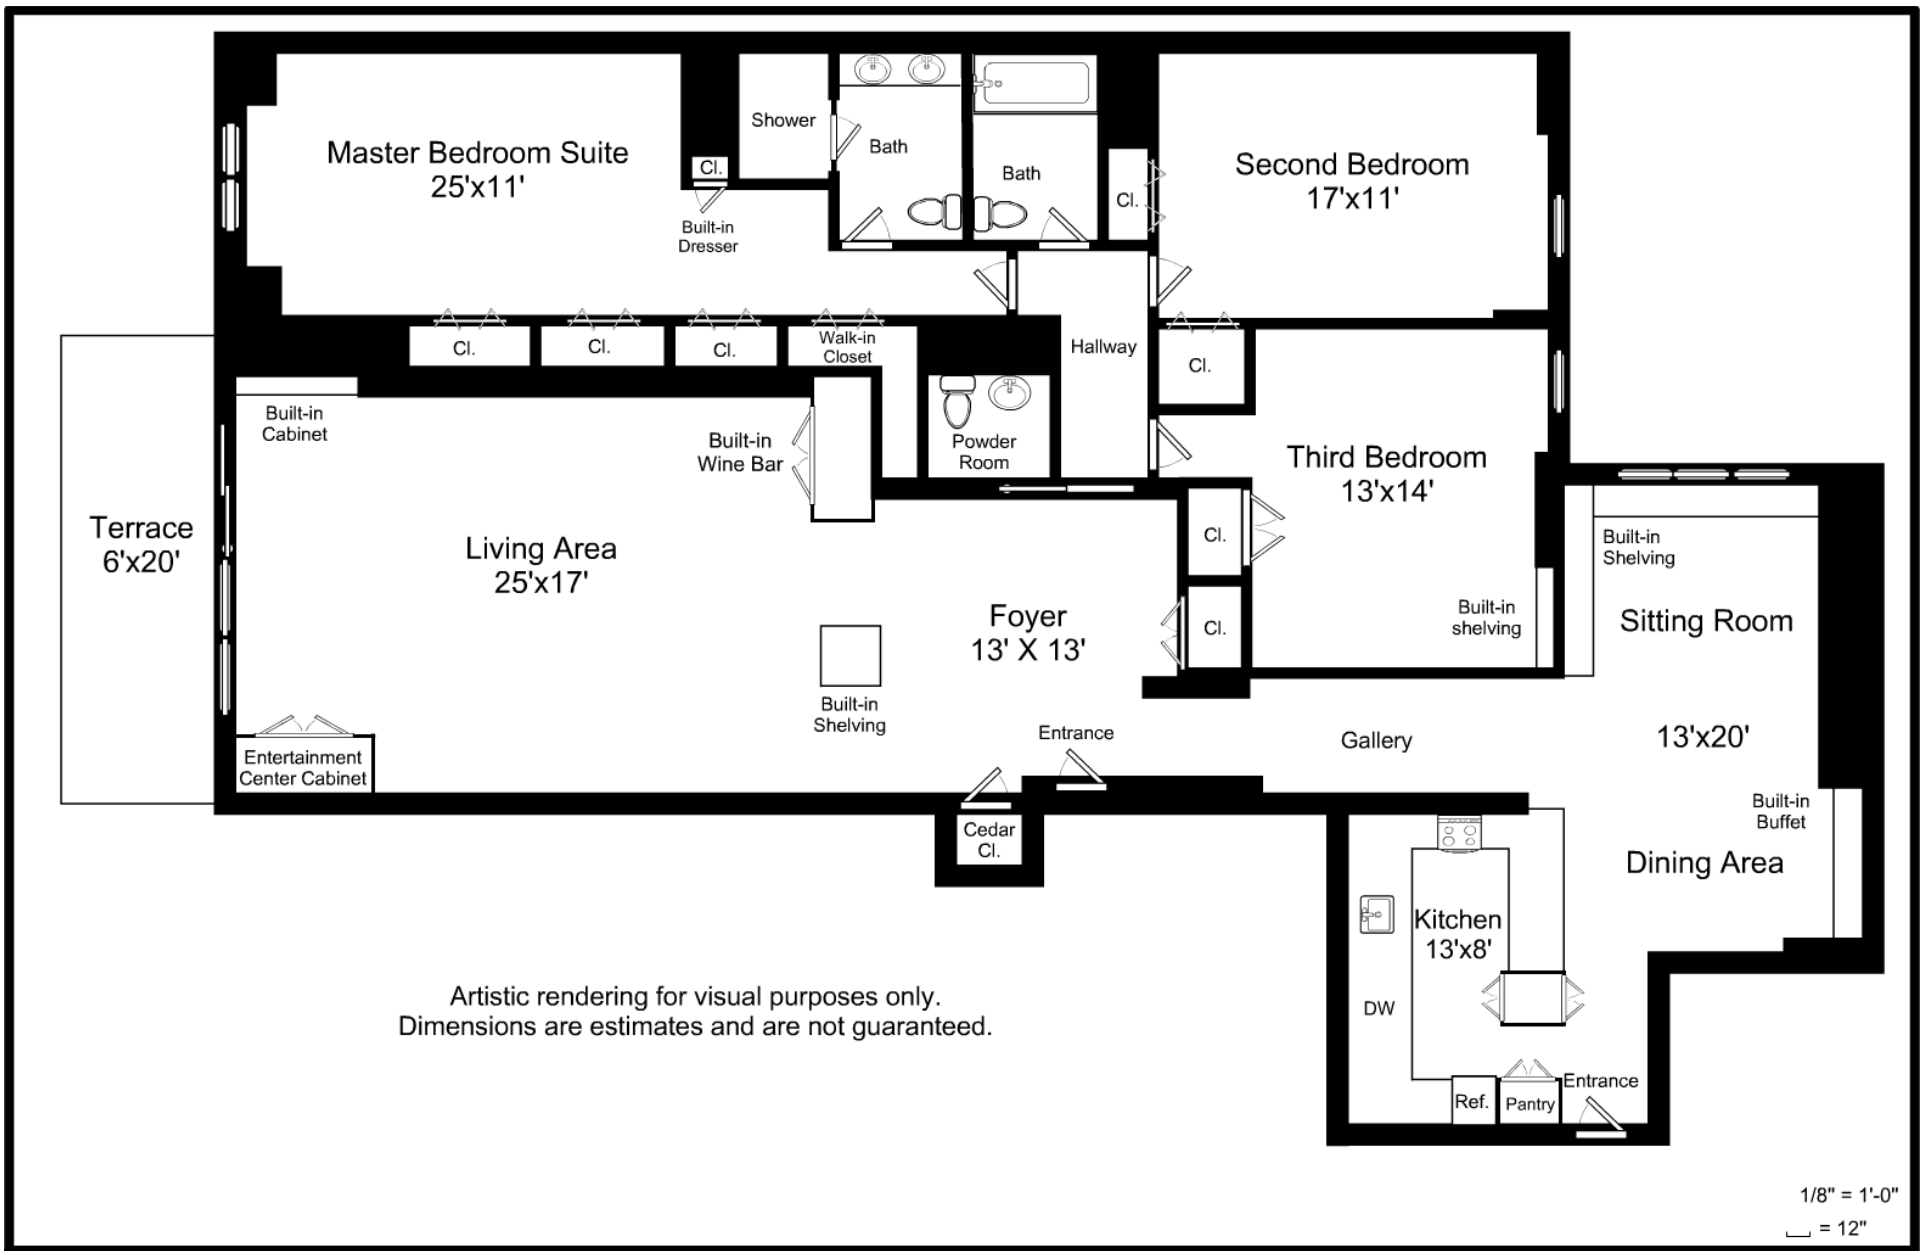 Master Bedroom Suite
25'x11'
Cl.
Built-in
Dresser
Shower
Bath
Bath
Cl.
Second Bedroom
17'x11'
Cl.
Cl.
Cl.
Walk-in
Closet
Hallway
Cl.
Built-in
Cabinet
Built-in
Wine Bar
Powder
Room
Third Bedroom
13'x14'
Terrace
6'x20'
Living Area
25'x17'
Foyer
13' X 13'
Cl.
Cl.
Built-in
shelving
Built-in
Shelving
Sitting Room
Built-in
Shelving
Entrance
Gallery
13'x20'
Entertainment
Center Cabinet
Cedar
Cl.
Built-in
Buffet
Dining Area
Kitchen
13'x8'
DW
Ref.
Pantry
Entrance
Artistic rendering for visual purposes only.
Dimensions are estimates and are not guaranteed.
1/8" = 1'-0"
= 12"